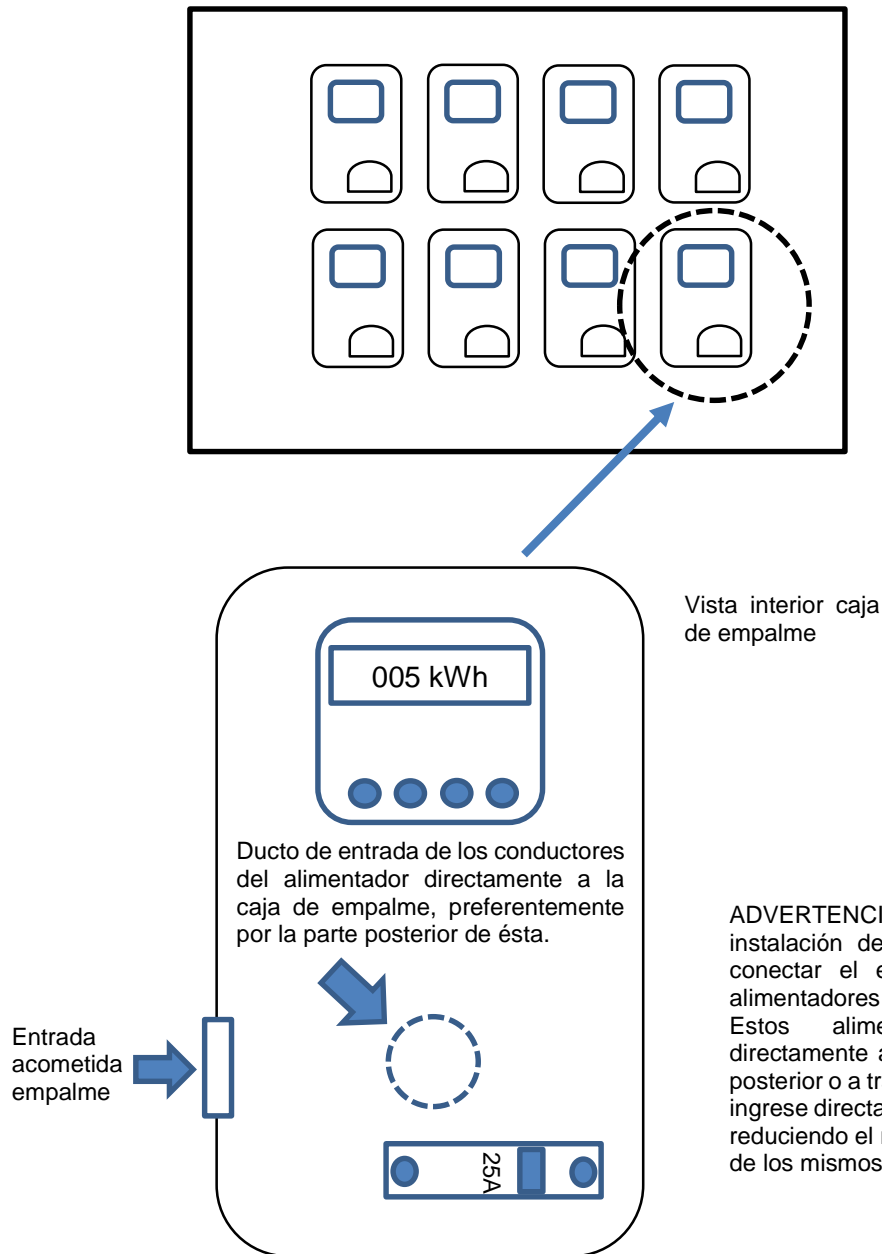 Vista interior caja
de empalme
005 kWh
Ducto de entrada de los conductores
del alimentador directamente a la
caja de empalme, preferentemente
por la parte posterior de ésta.
Entrada
acometida
empalme
25A
instalación de
conectar el
alimentadores
Estos
directamente
posterior o a
ingrese
reduciendo el
de los mismos